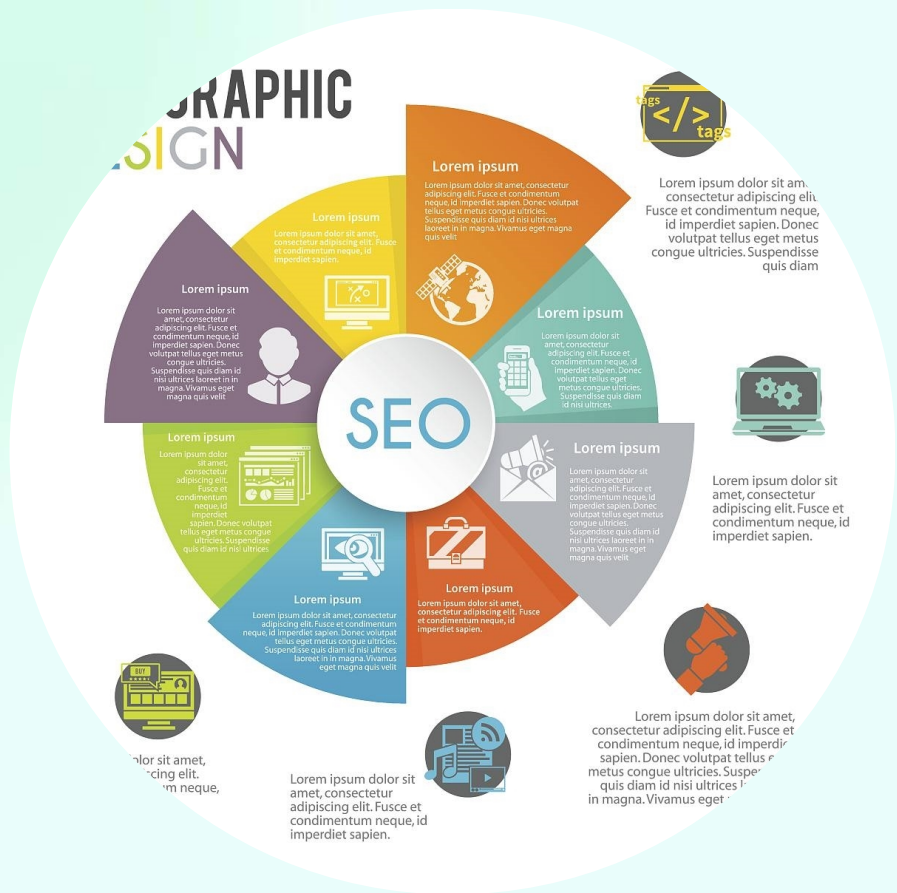 GRAPHIC
SIGN
tags
</>
tags
Lorem ipsum dolor sit
consectetur adipiscing
Fusce et condimentum neque,
id imperdiet sapien. Donec
volutpat tellus eget metus
congue ultricies. Suspendisse
quis diam
Lorem ipsum
Lorem ipsum dolor sit amet, consectetur
adipiscing elit. Fusce et condimentum
neque, id imperdiet sapien. Donec volutpat
tellus eget metus congue ultricies.
Suspendisse quis diam id nisi ultrices
laoreet in in magna. Vivamus eget magna
quis velit
Lorem ipsum
Lorem ipsum dolor sit amet,
consectetur adipiscing elit. Fusce
et condimentum neque, id
imperdiet sapien.
Lorem ipsum
Lorem ipsum dolor sit
amet, consectetur
adipiscing elit. Fusce et
condimentum neque, id
imperdiet sapien. Donec
volutpat tellus eget metus
congue ultricies.
Suspendisse quis diam id
nisi ultrices laoreet in in
magna. Vivamus eget
magna quis velit
Lorem ipsum
Lorem ipsum dolor sit
amet, consectetur
adipiscing elit. Fusce et
condimentum neque, id
imperdiet sapien. Donec
volutpat tellus eget
metus congue ultricies.
Suspendisse quis diam
id nisi ultrices.
SEO
Lorem ipsum
Lorem ipsum dolor
sit amet,
consectetur
adipiscing elit.
Fusce et
condimentum
neque, id
imperdiet
sapien. Donec volutpat
tellus eget metus congue
ultricies. Suspendisse
quis diam id nisi ultrices
Lorem ipsum
Lorem ipsum dolor sit
amet, consectetur
adipiscing elit. Fusce et
condimentum neque, id
imperdiet sapien. Donec
volutpat tellus eget metus
congue ultricies.
Suspendisse quis diam id
nisi ultrices laoreet in in
magna. Vivamus eget
magna quis velit
@
Lorem ipsum dolor sit
amet, consectetur
adipiscing elit. Fusce et
condimentum neque, id
imperdiet sapien.
Lorem ipsum
Lorem ipsum dolor sit amet, consectetur
adipiscing elit. Fusce et condimentum
neque, id imperdiet sapien. Donec volutpat
tellus eget metus congue ultricies.
Suspendisse quis diam id nisi ultrices
laoreet in in magna. Vivamus
eget magna quis velit
Lorem ipsum
Lorem ipsum dolor sit amet,
consectetur adipiscing elit. Fusce
et condimentum neque, id
imperdiet sapien.
BUY
dolor sit amet,
elit.
neque,
Lorem ipsum dolor sit
amet, consectetur
adipiscing elit. Fusce et
condimentum neque, id
imperdiet sapien.
Lorem ipsum dolor sit amet,
consectetur adipiscing elit. Fusce et
condimentum neque, id
sapien. Donec volutpat tellus
metus congue ultricies.
quis diam id nisi ultrices
in magna. Vivamus eget